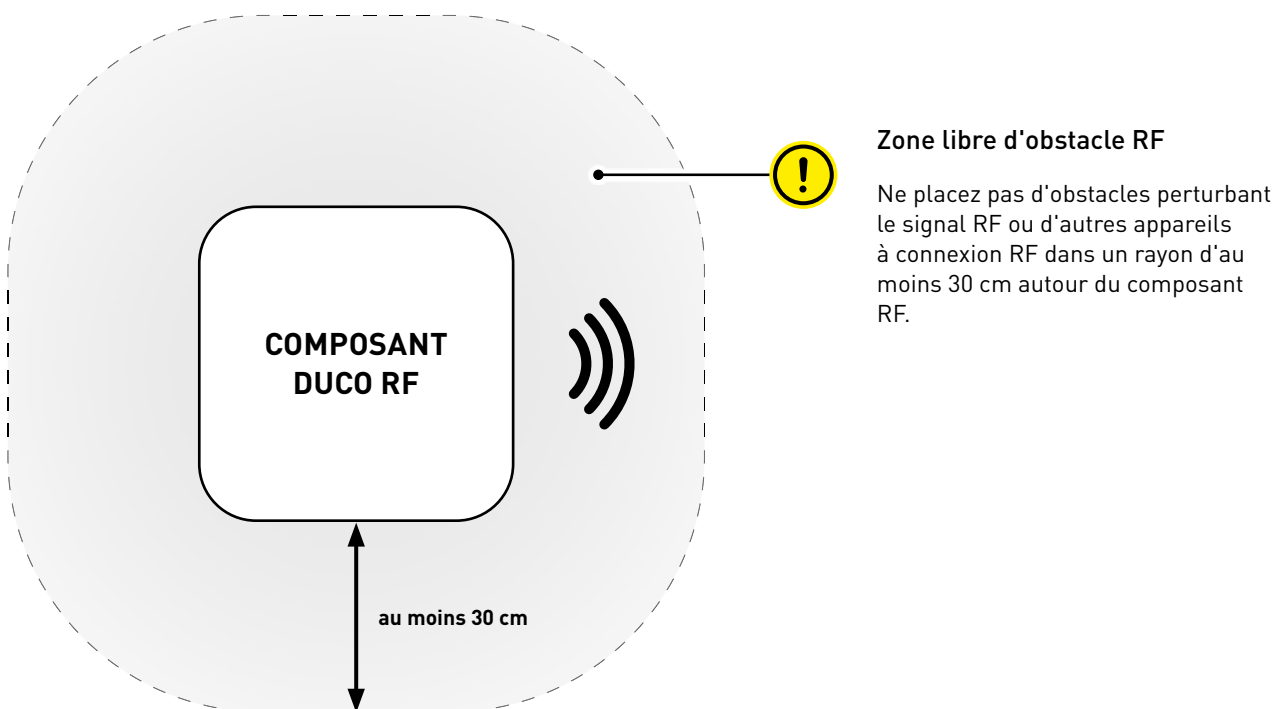 Zone libre d'obstacle RF
Ne placez pas d'obstacles perturbant
le signal RF ou d'autres appareils
à connexion RF dans un rayon d'au
moins 30 cm autour du composant
RF.
COMPOSANT
DUCO RF
au moins 30 cm